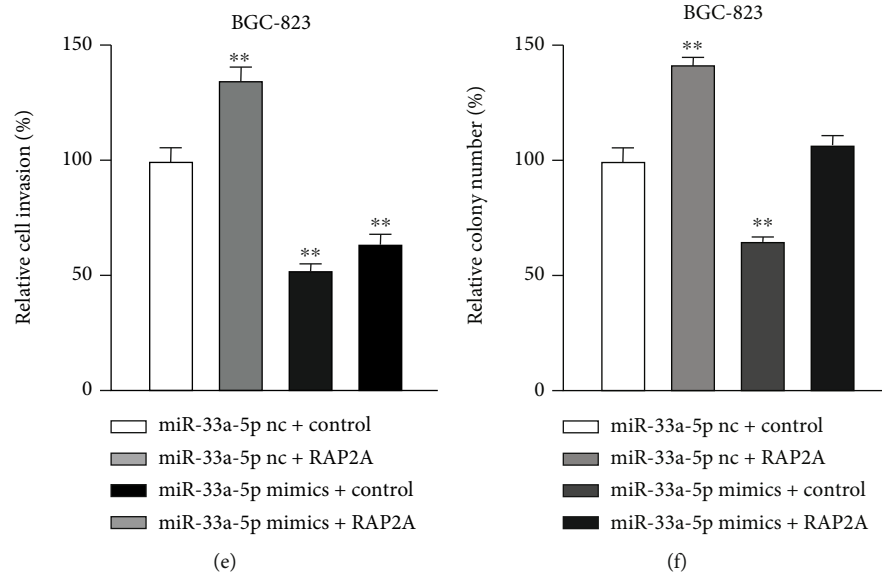 BGC-823
Relative cell invasion (%)
150
100
50
0
**
**
**
miR-33a-5p nc + control
miR-33a-5p nc + RAP2A
miR-33a-5p mimics + control
miR-33a-5p mimics + RAP2A
(e)
BGC-823
Relative colony number (%)
150
100
50
0
**
**
miR-33a-5p nc + control
miR-33a-5p nc + RAP2A
miR-33a-5p mimics + control
miR-33a-5p mimics + RAP2A
(f)